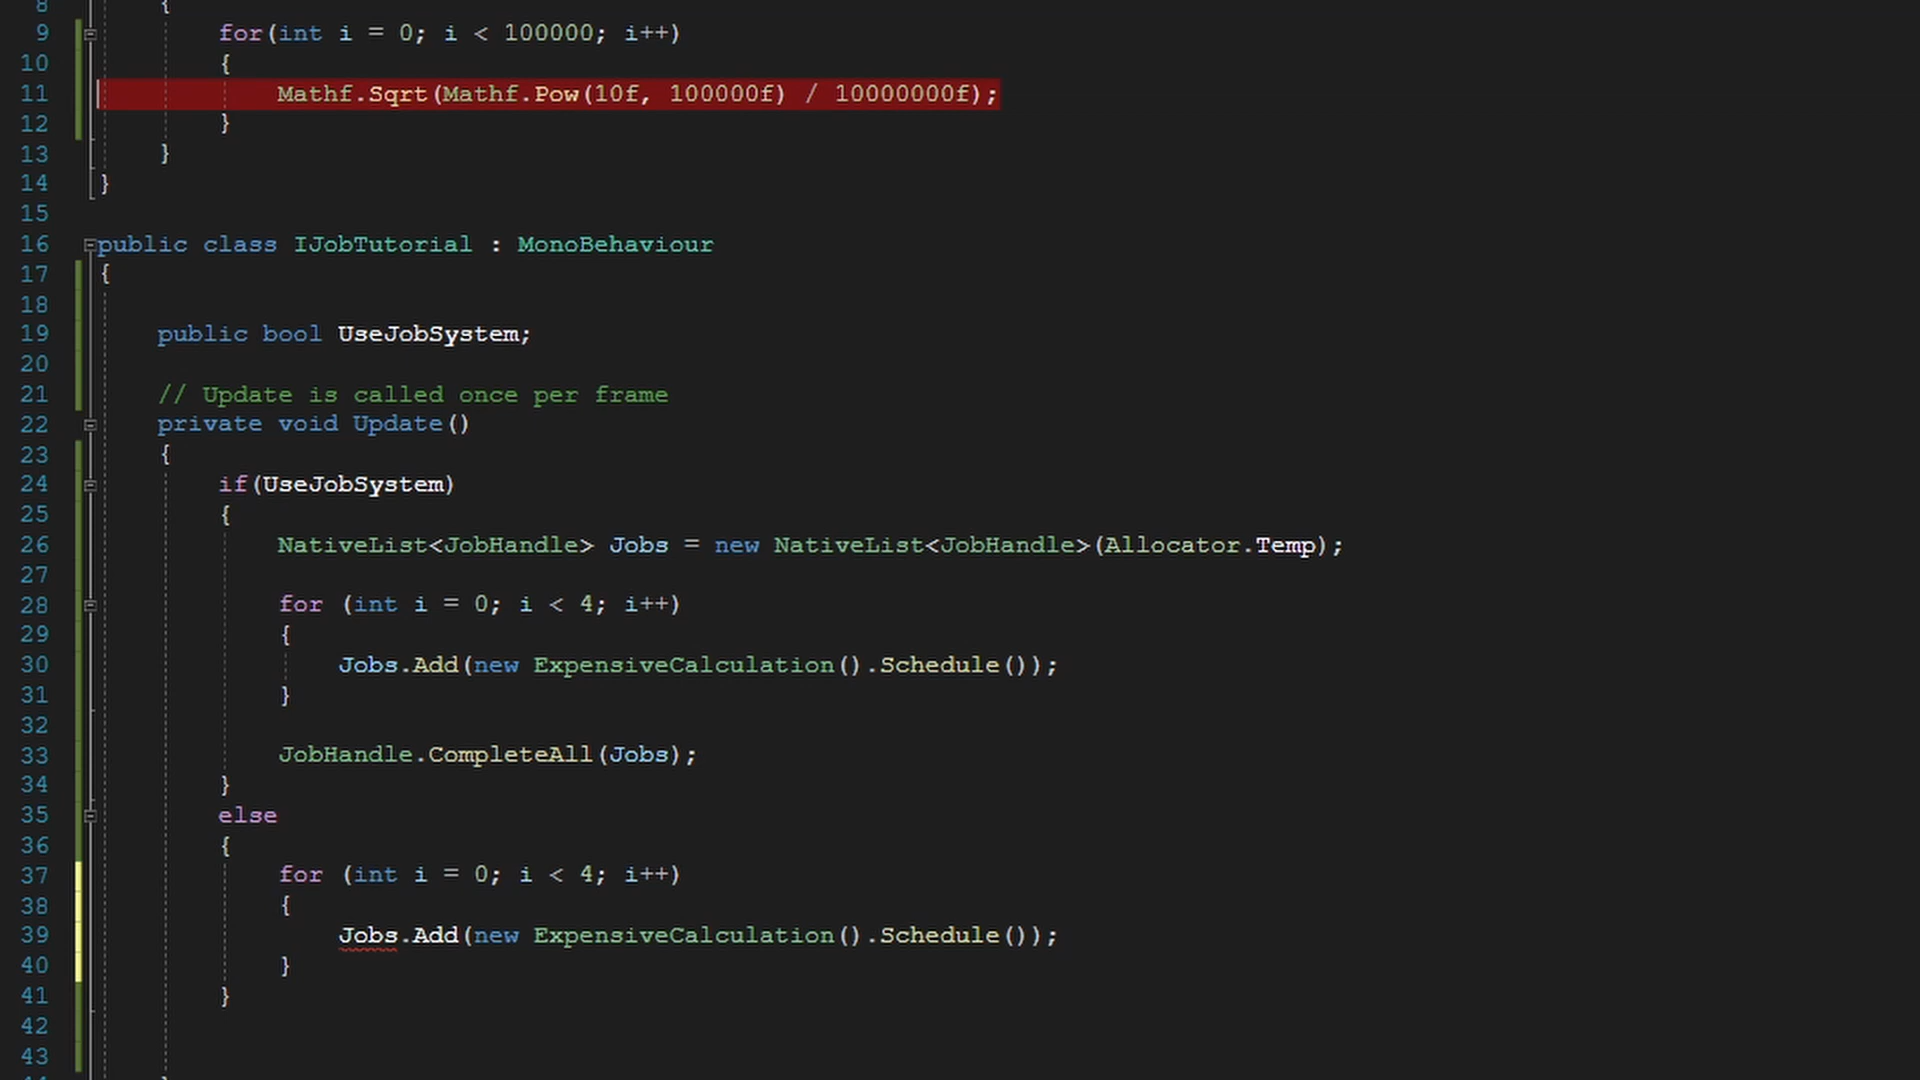 8 {
9 for(int i = 0; i < 100000; i++)
10 {
11 Mathf.Sqrt(Mathf.Pow(10f, 100000f) / 10000000f);
12 }
13 }
14 }
15
16 public class IJobTutorial : MonoBehaviour
17 {
18
19 public bool UseJobSystem;
20
21 // Update is called once per frame
22 private void Update()
23 {
24 if(UseJobSystem)
25 {
26 NativeList<JobHandle> Jobs = new NativeList<JobHandle>(Allocator.Temp);
27
28 for (int i = 0; i < 4; i++)
29 {
30 Jobs.Add(new ExpensiveCalculation().Schedule());
31 }
32
33 JobHandle.CompleteAll(Jobs);
34 }
35 else
36 {
37 for (int i = 0; i < 4; i++)
38 {
39 Jobs.Add(new ExpensiveCalculation().Schedule());
40 }
41 }
42
43